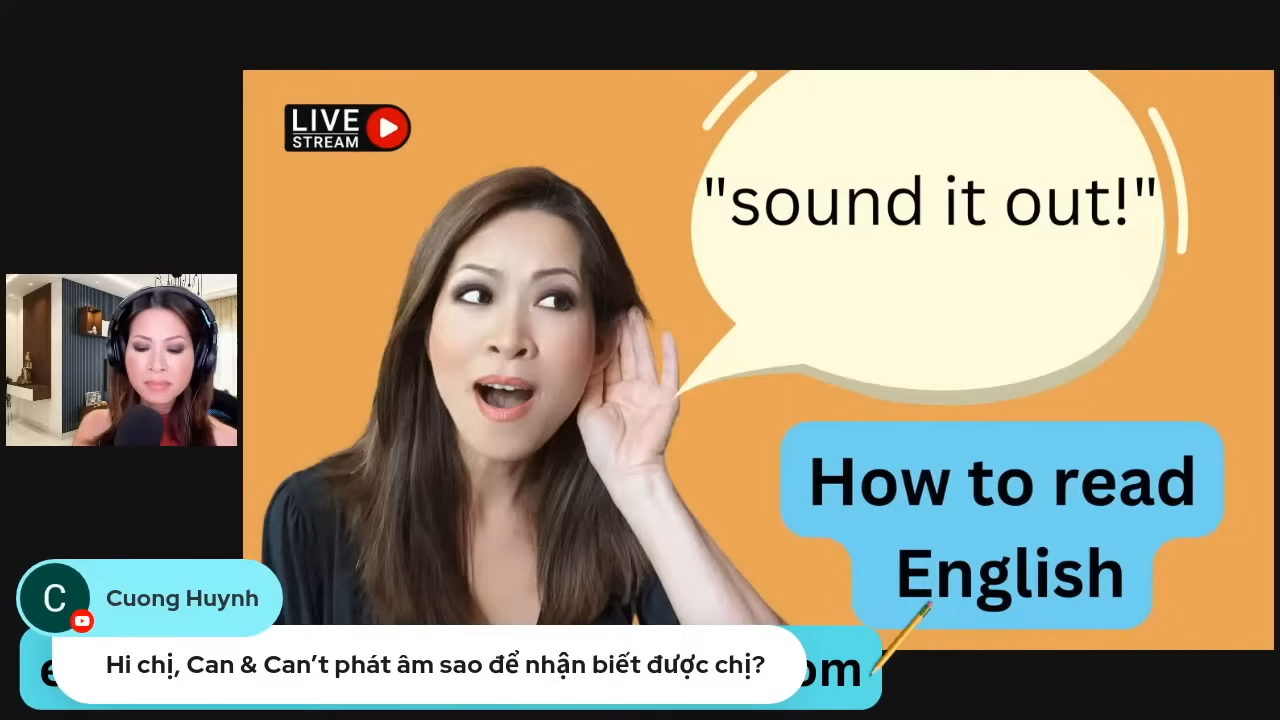 LIVE
STREAM
"sound it out!"
How to read
English
C
Cuong Huynh
Hi chị, Can & Can’t phát âm sao để nhận biết được chị?